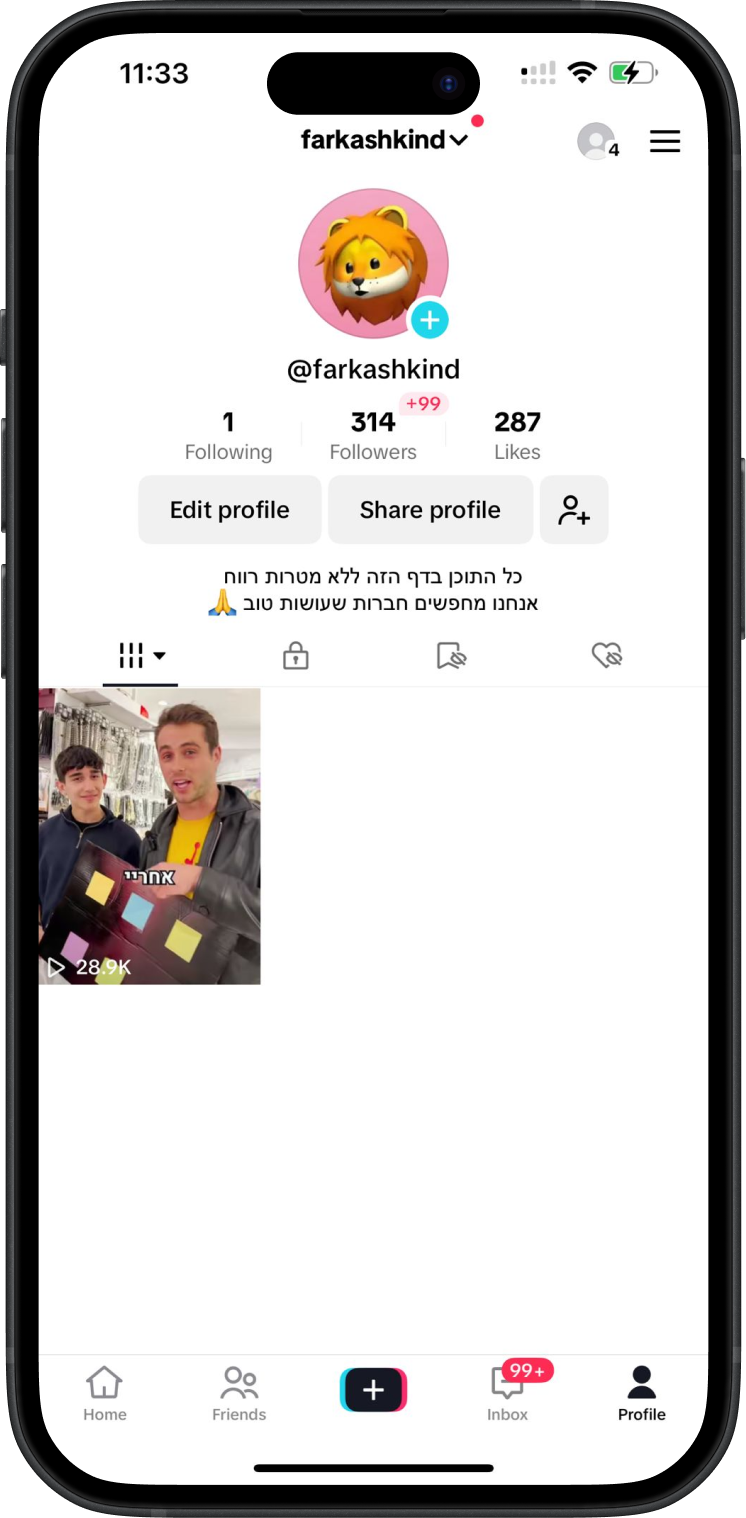 11:33
farkashkind
4
@farkashkind
+99
1 314 287
Following Followers Likes
Edit profile Share profile
כל התוכן בדף הזה ללא מטרות רווח
אנחנו מחפשים חברות שעושות טוב 🙏
אחריי
28.9K
99+
Home Friends Inbox Profile